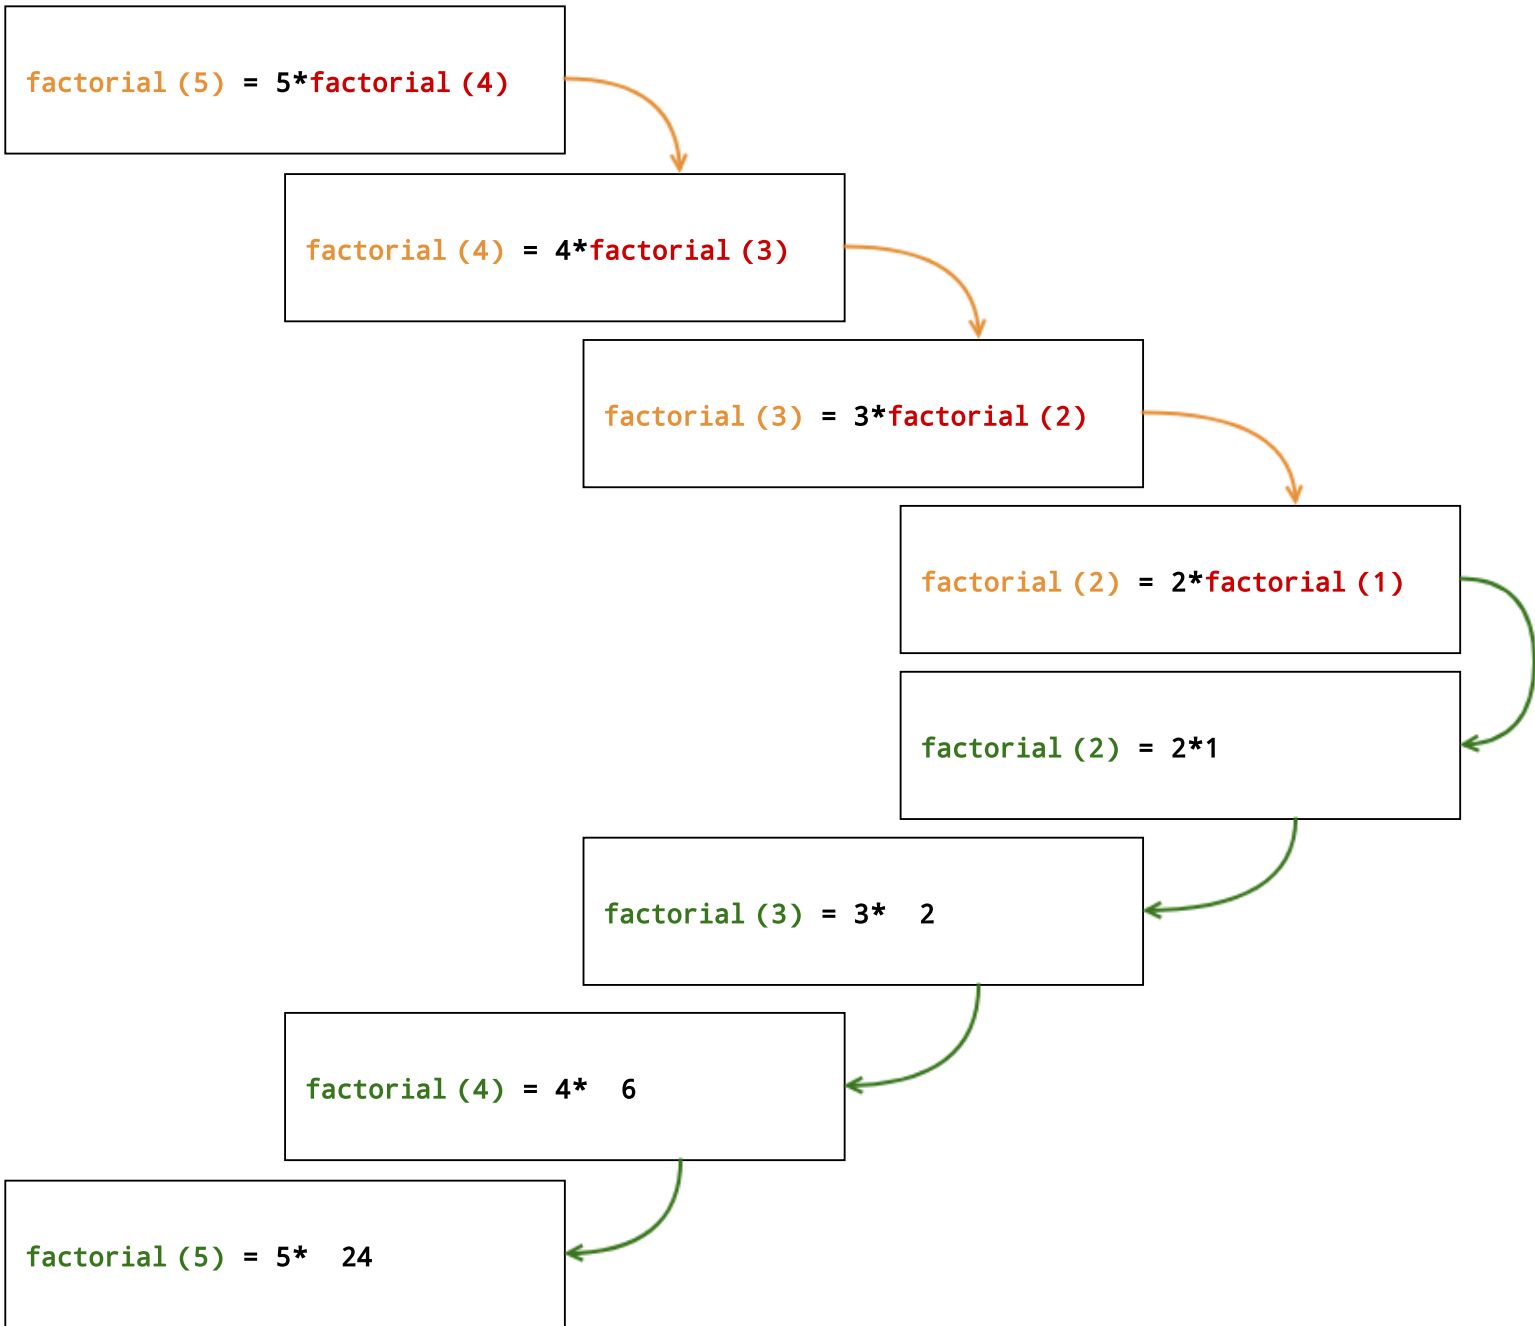 factorial (5) = 5*factorial (4)
factorial (4) = 4*factorial (3)
factorial (3) = 3*factorial (2)
factorial (2) = 2*factorial (1)
factorial (2) = 2*1
factorial (3) = 3*  2
factorial (4) = 4*  6
factorial (5) = 5*  24